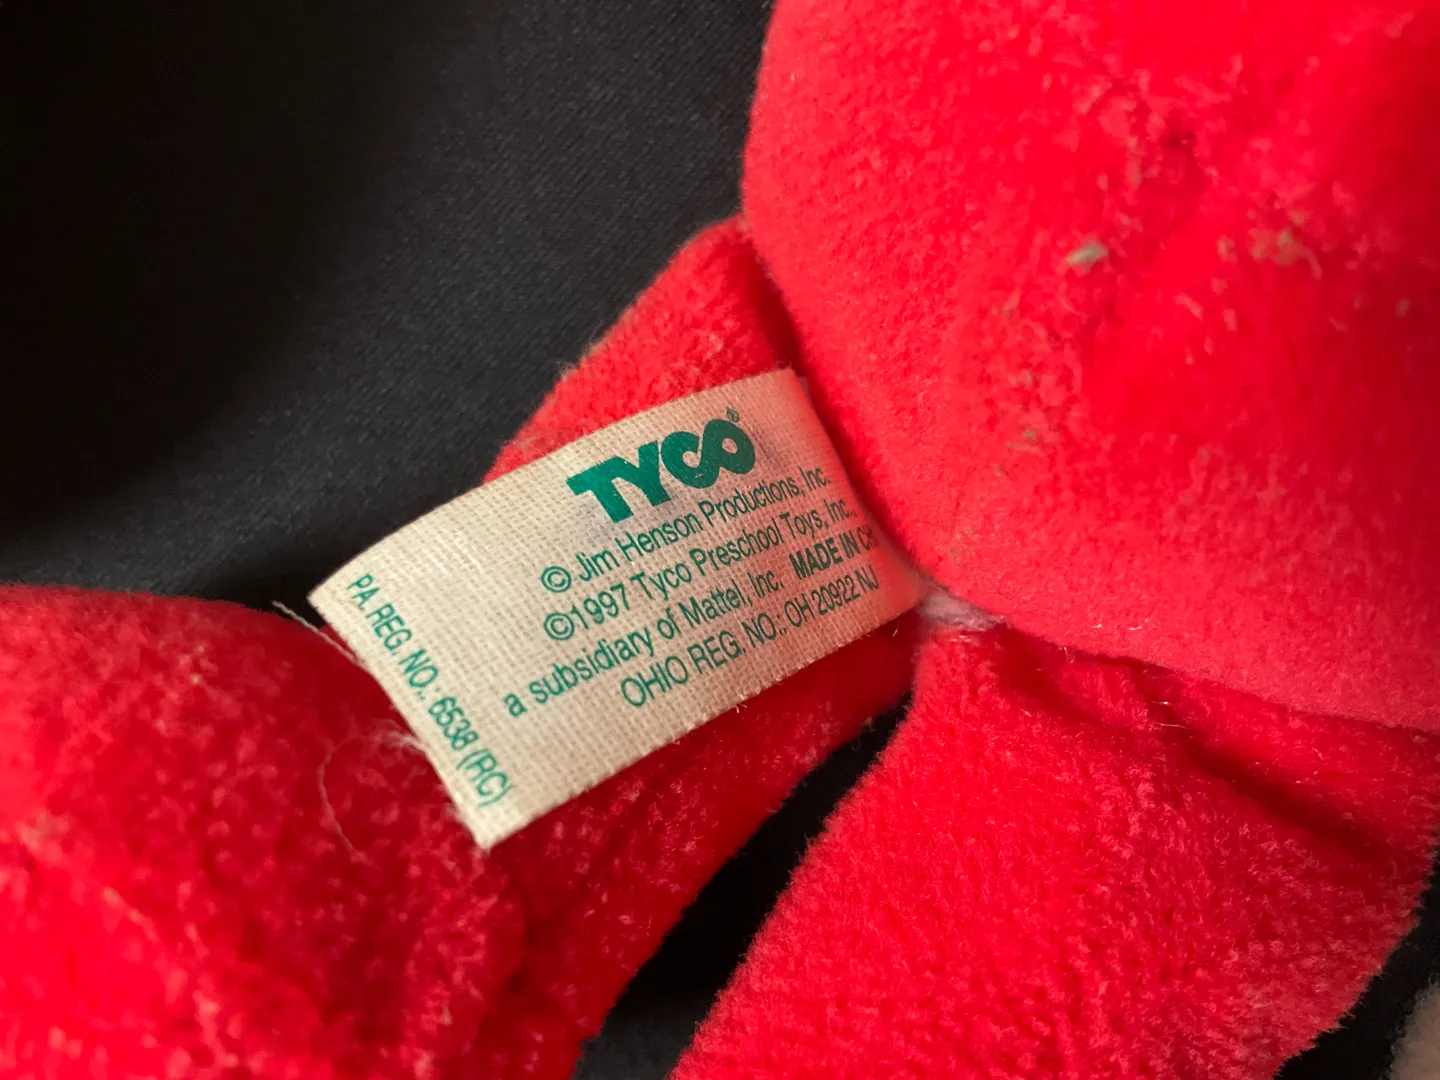 TYCO®
© Jim Henson Productions, Inc.
©1997 Tyco Preschool Toys, Inc.,
a subsidiary of Mattel, Inc. MADE IN
OHIO REG. NO.: OH 20922 NJ
PA. REG. NO.: 6538 (RC)